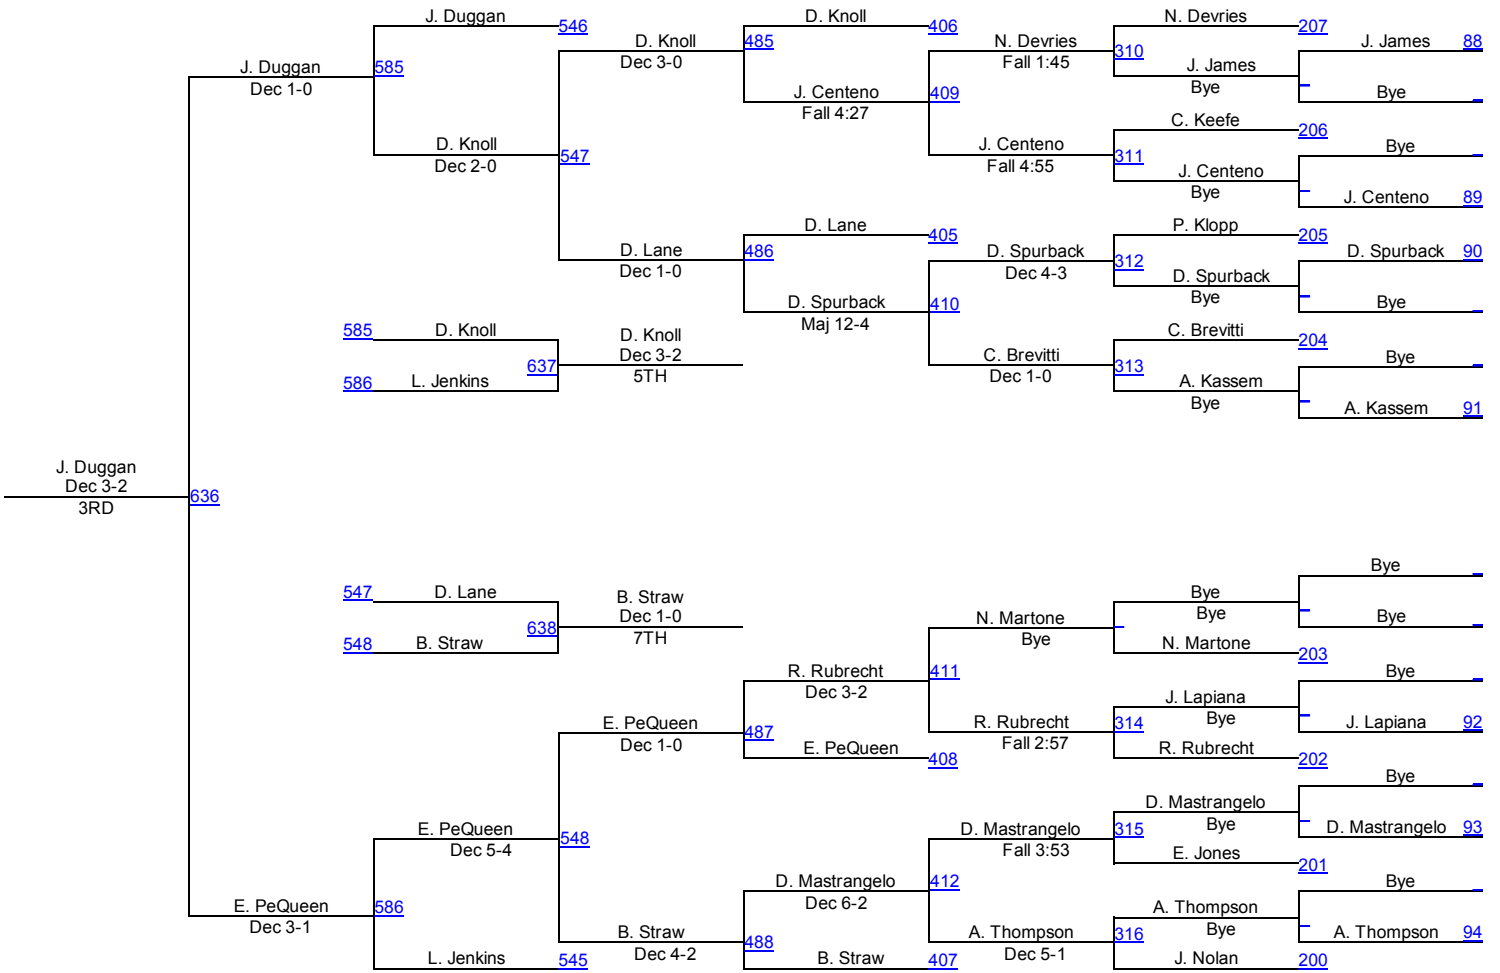 J. Duggan 546 D. Knoll 406 N. Devries 207
D. Knoll 485 N. Devries 310 J. James 88
Dec 3-0 Fall 1:45
J. Duggan 585 J. James
Dec 1-0 Bye
J. Centeno 409 Bye
Fall 4:27
C. Keefe 206
D. Knoll 547 J. Centeno 311 Bye
Dec 2-0 Fall 4:55
J. Centeno
Bye
J. Centeno 89
D. Lane 405 P. Klopp 205
D. Lane 486 D. Spurback 312 D. Spurback 90
Dec 1-0 Dec 4-3
D. Spurback
Bye
D. Spurback 410 Bye
Maj 12-4
585 D. Knoll D. Knoll C. Brevitti 204
637 Dec 3-2 C. Brevitti 313 Bye
5TH Dec 1-0
586 L. Jenkins A. Kassem
Bye
A. Kassem 91
J. Duggan
Dec 3-2 636
3RD
Bye
547 D. Lane B. Straw Bye
638 Dec 1-0 N. Martone Bye Bye
7TH Bye
548 B. Straw N. Martone 203
R. Rubrecht 411 Bye
Dec 3-2
J. Lapiana
Bye
E. PeQueen 487 R. Rubrecht 314 J. Lapiana 92
Dec 1-0 Fall 2:57
E. PeQueen 408 R. Rubrecht 202
Bye
D. Mastrangelo
Bye
E. PeQueen 548 D. Mastrangelo 315 D. Mastrangelo 93
Dec 5-4 Fall 3:53
E. Jones 201
D. Mastrangelo 412 Bye
Dec 6-2
E. PeQueen 586 A. Thompson
Dec 3-1 Bye
B. Straw 488 A. Thompson 316 A. Thompson 94
Dec 4-2 Dec 5-1
L. Jenkins 545 B. Straw 407 J. Nolan 200